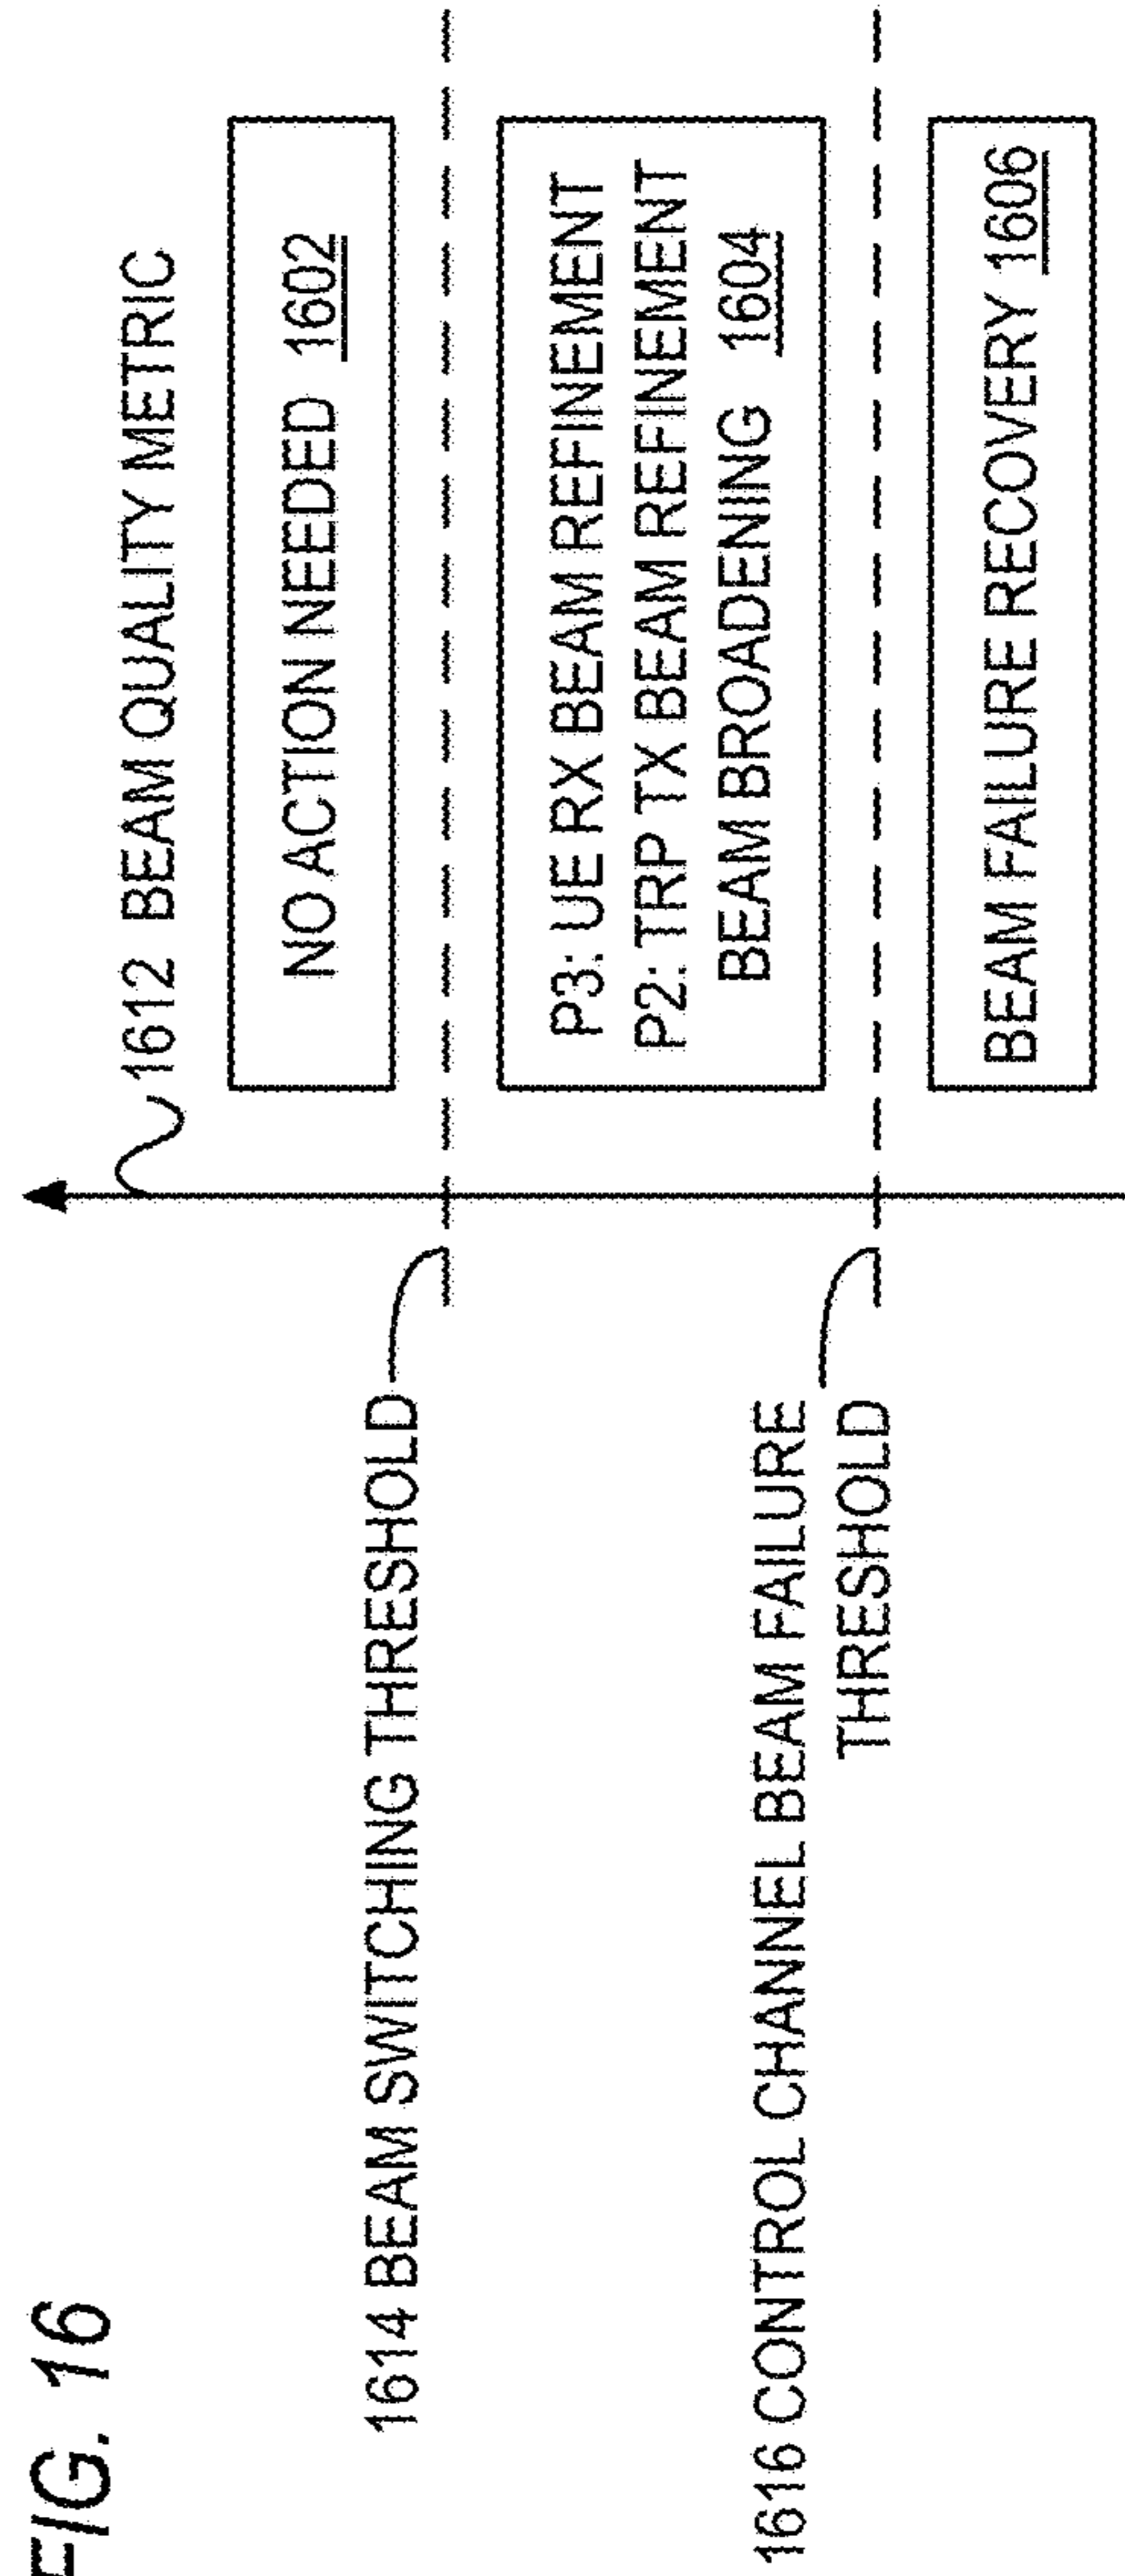 FIG. 16
1612 BEAM QUALITY METRIC
NO ACTION NEEDED 1602
1614 BEAM SWITCHING THRESHOLD
P3: UE RX BEAM REFINEMENT
P2: TRP TX BEAM REFINEMENT
BEAM BROADENING 1604
1616 CONTROL CHANNEL BEAM FAILURE
THRESHOLD
BEAM FAILURE RECOVERY 1606